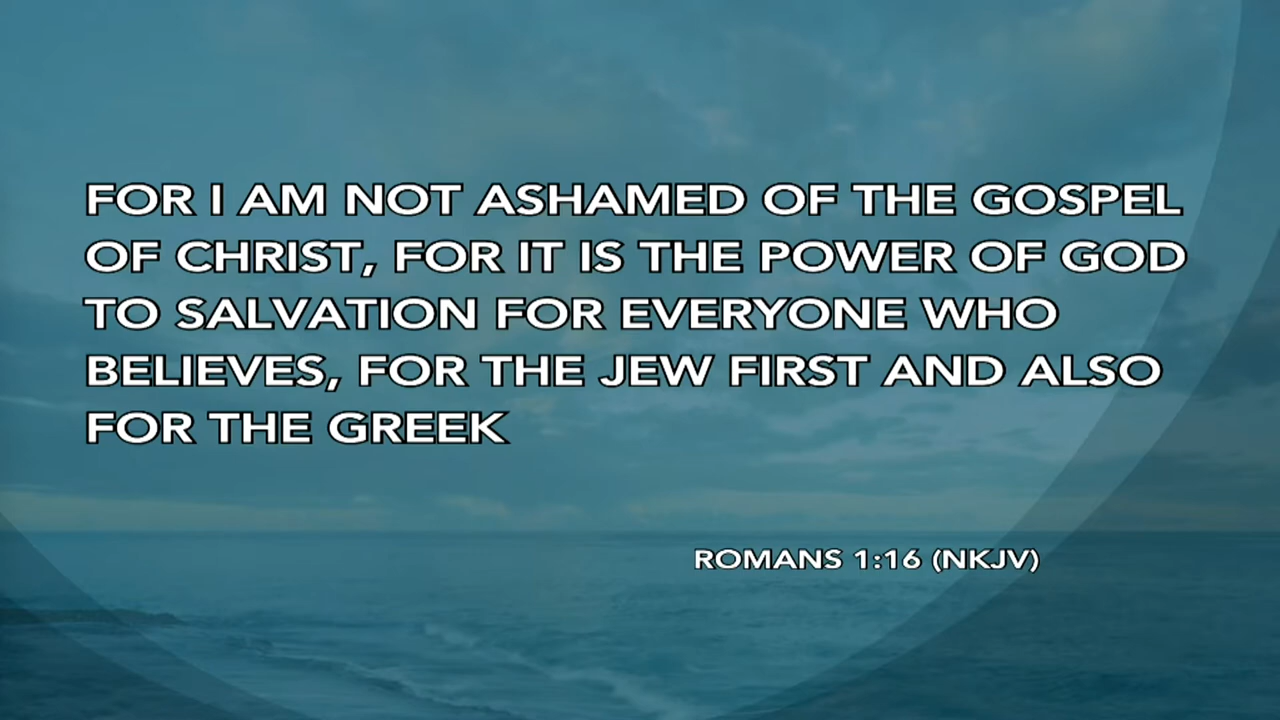 FOR I AM NOT ASHAMED OF THE GOSPEL
OF CHRIST, FOR IT IS THE POWER OF GOD
TO SALVATION FOR EVERYONE WHO
BELIEVES, FOR THE JEW FIRST AND ALSO
FOR THE GREEK
ROMANS 1:16 (NKJV)